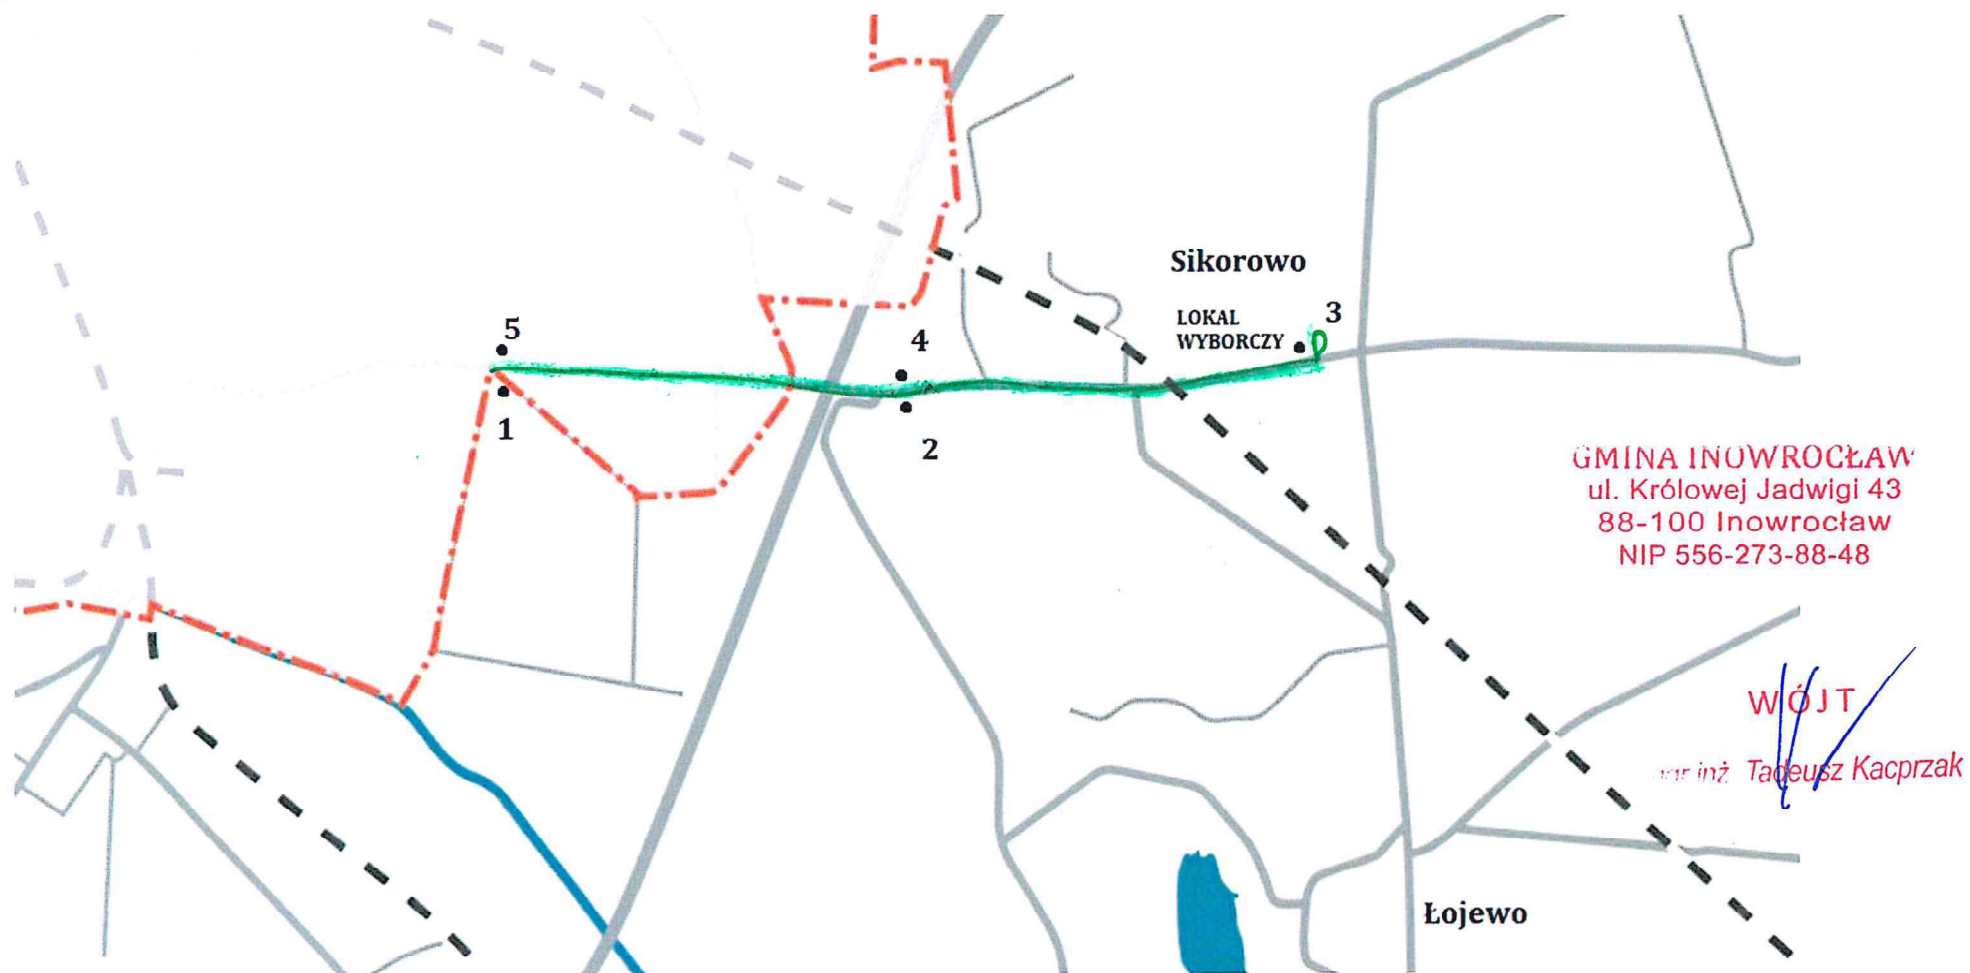 Sikorowo
LOKAL
WYBORCZY
3
5
4
1
2
GMINA INOWROCŁAW
ul. Królowej Jadwigi 43
88-100 Inowrocław
NIP 556-273-88-48
WÓJT
inż. Tadeusz Kacprzak
Łojewo